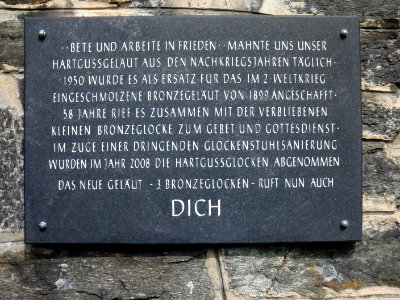 ··BETE UND ARBEITE IN FRIEDEN·· MAHNTE UNS UNSER
HARTGUSSGELÄUT AUS DEN NACHKRIEGSJAHREN TÄGLICH·
1950 WURDE ES ALS ERSATZ FÜR DAS IM 2. WELTKRIEG
EINGESCHMOLZENE BRONZEGELÄUT VON 1899 ANGESCHAFFT·
58 JAHRE RIEF ES ZUSAMMEN MIT DER VERBLIEBENEN
KLEINEN BRONZEGLOCKE ZUM GEBET UND GOTTESDIENST·
IM ZUGE EINER DRINGENDEN GLOCKENSTUHLSANIERUNG
WURDEN IM JAHR 2008 DIE HARTGUSSGLOCKEN ABGENOMMEN
DAS NEUE GELÄUT - 3 BRONZEGLOCKEN - RUFT NUN AUCH
DICH